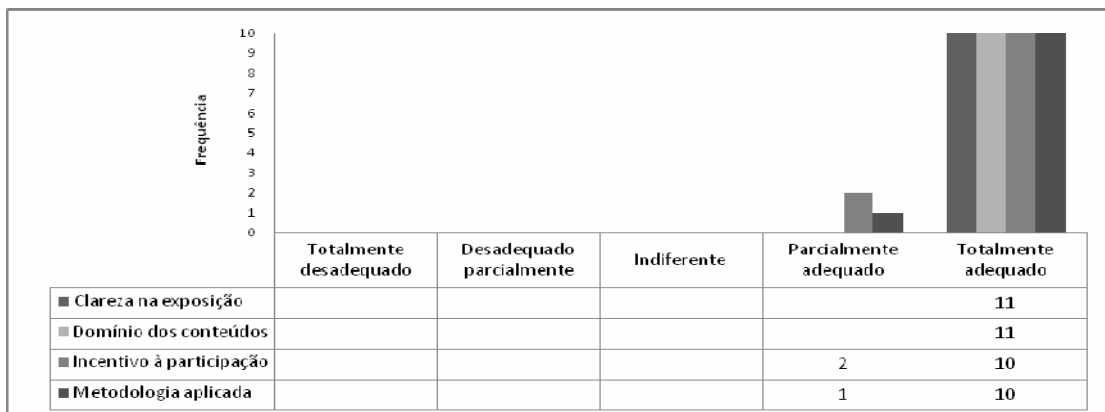 10
9
8
7
6
5
4
3
2
1
0
Frequência
Totalmente desadequado
Desadequado parcialmente
Indiferente
Parcialmente adequado
Totalmente adequado
Clareza na exposição 11
Domínio dos conteúdos 11
Incentivo à participação 2 10
Metodologia aplicada 1 10